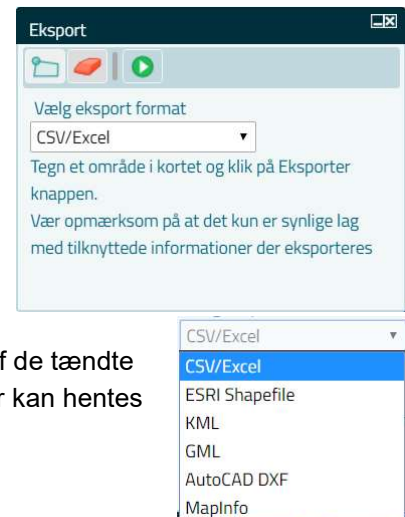 Eksport
Vælg eksport format
CSV/Excel
Tegn et område i kortet og klik på Eksporter
knappen.
Vær opmærksom på at det kun er synlige lag
med tilknyttede informationer der eksporteres
de tændte
kan hentes
CSV/Excel
CSV/Excel
ESRI Shapefile
KML
GML
AutoCAD DXF
MapInfo